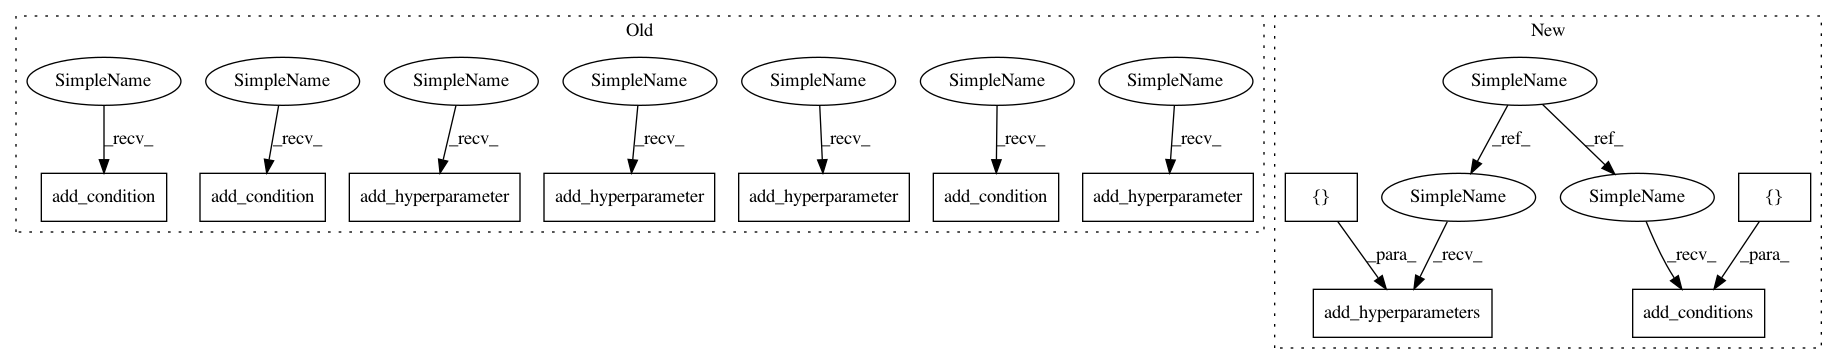 Old
New
SimpleName
SimpleName
SimpleName
SimpleName
SimpleName
SimpleName
SimpleName
SimpleName
_recv_
_recv_
_recv_
_recv_
_recv_
_recv_
_recv_
_ref_
_ref_
add_condition
add_condition
add_hyperparameter
add_hyperparameter
add_hyperparameter
add_condition
add_hyperparameter
{}
SimpleName
SimpleName
{}
_para_
_recv_
_recv_
_para_
add_hyperparameters
add_conditions